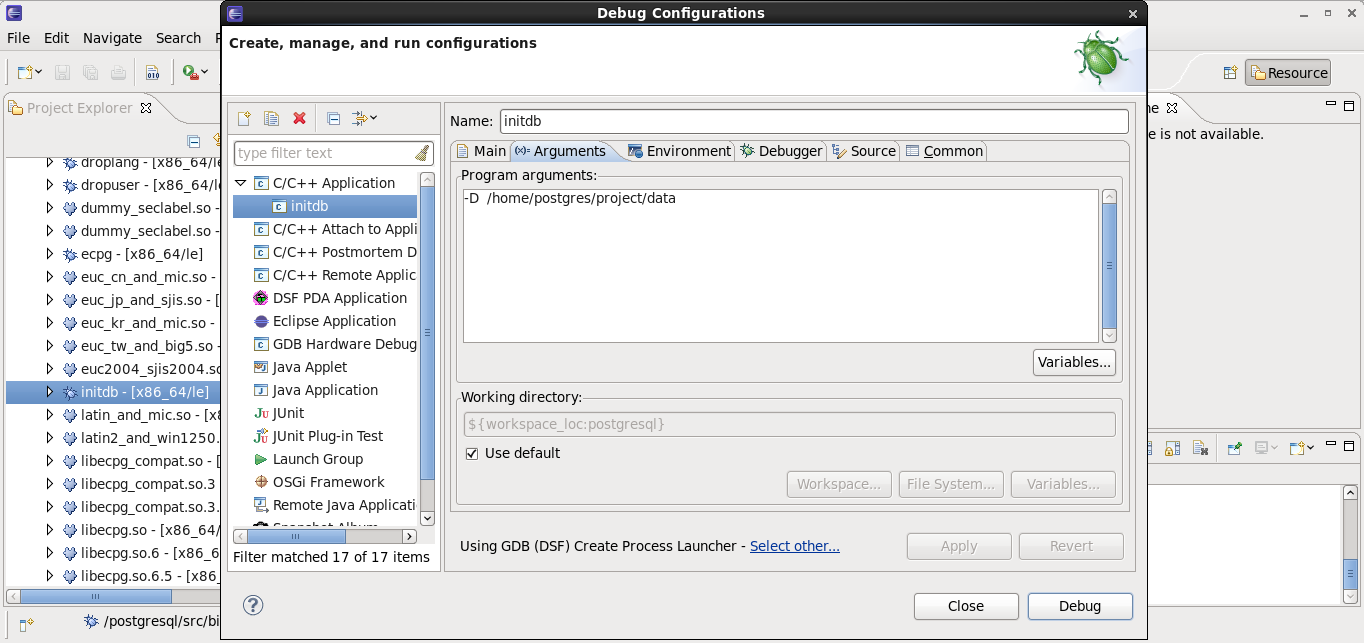 Debug Configurations
File Edit Navigate Search
Create, manage, and run configurations
Resource
Project Explorer
droplang - [x86_64/le
dropuser - [x86_64/l
dummy_seclabel.so -
dummy_seclabel.so -
ecpg - [x86_64/le]
euc_cn_and_mic.so -
euc_jp_and_sjis.so - [
euc_kr_and_mic.so -
euc_tw_and_big5.so -
euc2004_sjis2004.so
initdb - [x86_64/le]
latin_and_mic.so - [x8
latin2_and_win1250.
libecpg_compat.so - [
libecpg_compat.so.3
libecpg_compat.so.3.
libecpg.so - [x86_64/
libecpg.so.6 - [x86_6
libecpg.so.6.5 - [x86_
/postgresql/src/bi
type filter text
C/C++ Application
initdb
C/C++ Attach to Appli
C/C++ Postmortem D
C/C++ Remote Applic
DSF PDA Application
Eclipse Application
GDB Hardware Debug
Java Applet
Java Application
JUnit
JUnit Plug-in Test
Launch Group
OSGi Framework
Remote Java Applicati
Snapshot Album
Filter matched 17 of 17 items
Name: initdb
Main Arguments Environment Debugger Source Common
Program arguments:
-D /home/postgres/project/data
Variables...
Working directory:
${workspace_loc:postgresql}
Use default
Workspace... File System... Variables...
Using GDB (DSF) Create Process Launcher - Select other...
Apply Revert
Close Debug
ne
e is not available.